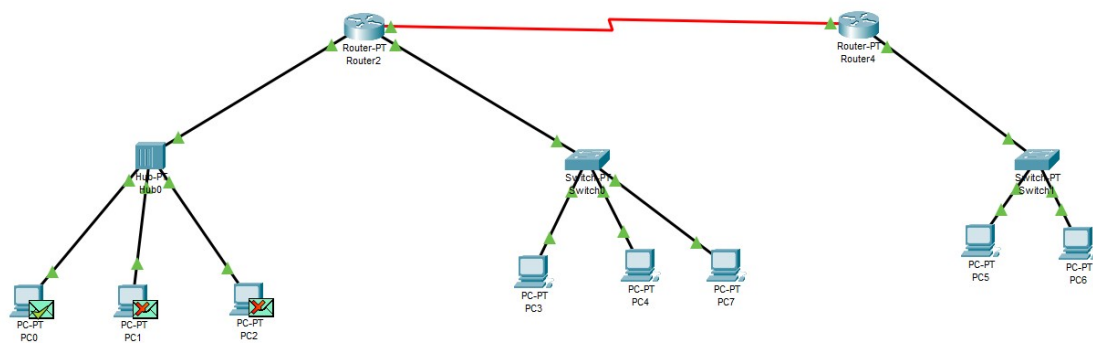 Router-PT
Router2
Router-PT
Router4
Hub-PT
Hub0
Switch-PT
Switch0
Switch-PT
Switch1
PC-PT
PC0
PC-PT
PC1
PC-PT
PC2
PC-PT
PC3
PC-PT
PC4
PC-PT
PC7
PC-PT
PC5
PC-PT
PC6